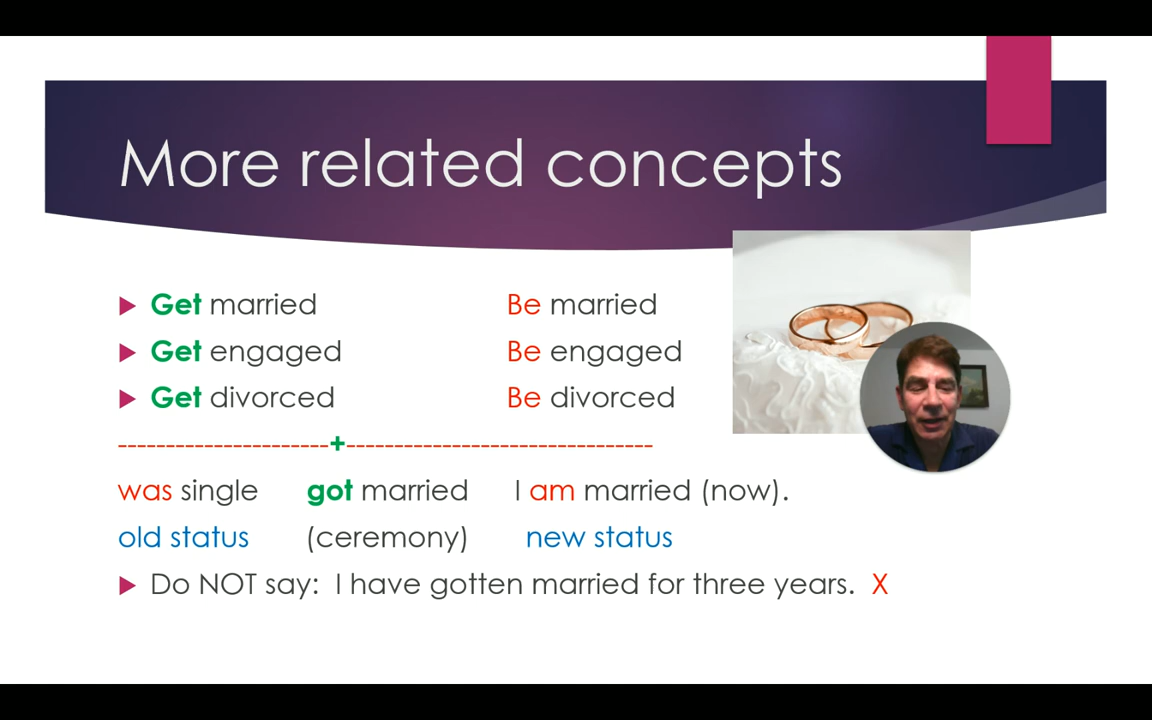 More related concepts
Get married Be married
Get engaged Be engaged
Get divorced Be divorced
----------------------+--------------------------------
was single got married I am married (now).
old status (ceremony) new status
Do NOT say: I have gotten married for three years. X